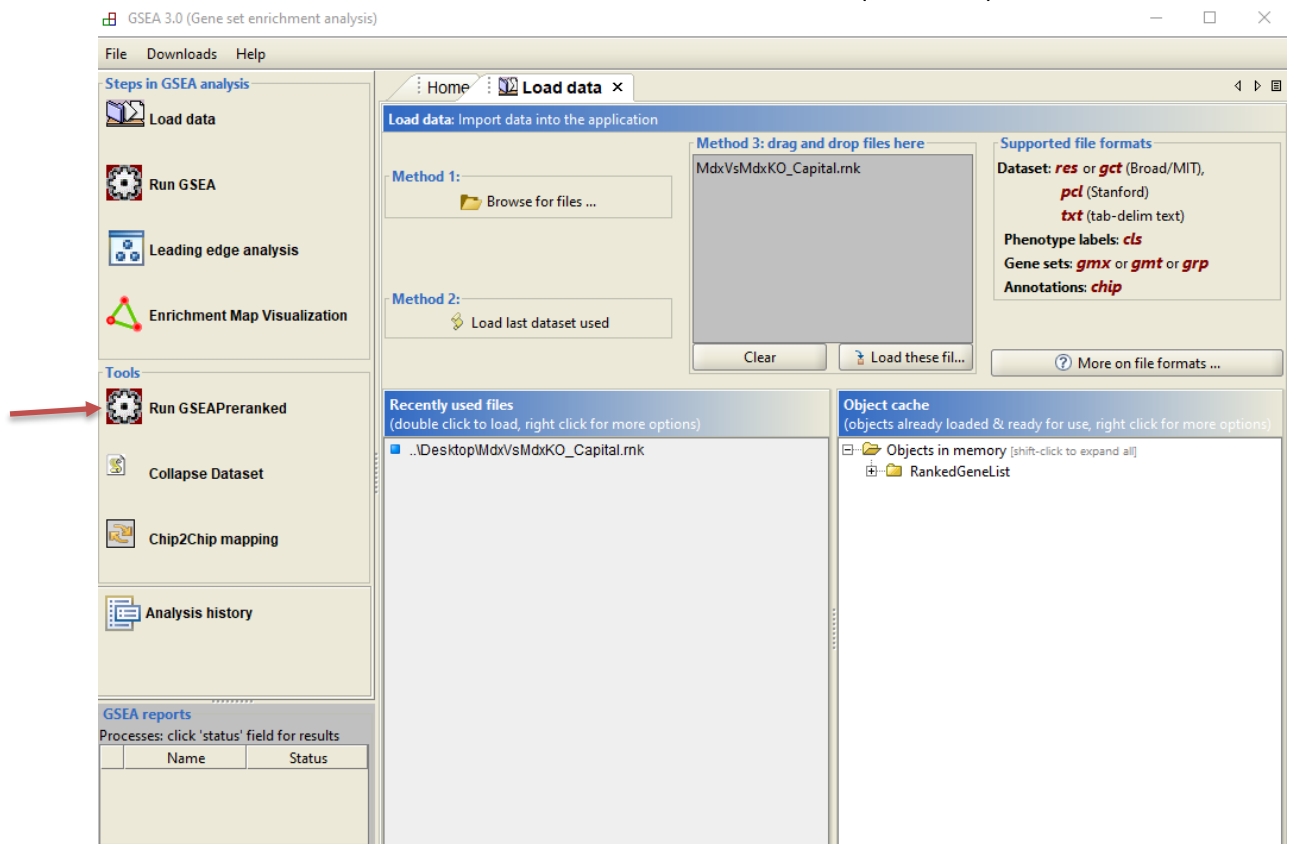 GSEA 3.0 (Gene set enrichment analysis)
File Downloads Help
Steps in GSEA analysis
Load data
Run GSEA
Leading edge analysis
Enrichment Map Visualization
Tools
Run GSEAPreranked
Collapse Dataset
Chip2Chip mapping
Analysis history
GSEA reports
Processes: click 'status' field for results
Name Status
Home Load data ×
Load data: Import data into the application
Method 1:
Browse for files ...
Method 2:
Load last dataset used
Method 3: drag and drop files here
MdxVsMdxKO_Capital.rnk
Clear Load these fil...
Supported file formats
Dataset: res or gct (Broad/MIT),
pcl (Stanford)
txt (tab-delim text)
Phenotype labels: cls
Gene sets: gmx or gmt or grp
Annotations: chip
More on file formats ...
Recently used files
(double click to load, right click for more options)
..\Desktop\MdxVsMdxKO_Capital.rnk
Object cache
(objects already loaded & ready for use, right click for more options)
Objects in memory [shift-click to expand all]
RankedGeneList